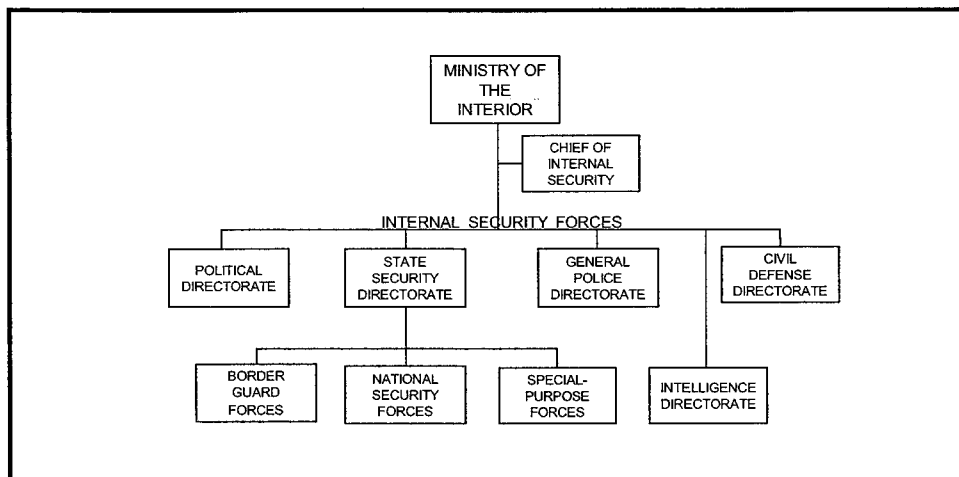 MINISTRY OF
THE
INTERIOR
CHIEF OF
INTERNAL
SECURITY
INTERNAL SECURITY FORCES
POLITICAL
DIRECTORATE
STATE
SECURITY
DIRECTORATE
GENERAL
POLICE
DIRECTORATE
CIVIL
DEFENSE
DIRECTORATE
BORDER
GUARD
FORCES
NATIONAL
SECURITY
FORCES
SPECIAL-
PURPOSE
FORCES
INTELLIGENCE
DIRECTORATE